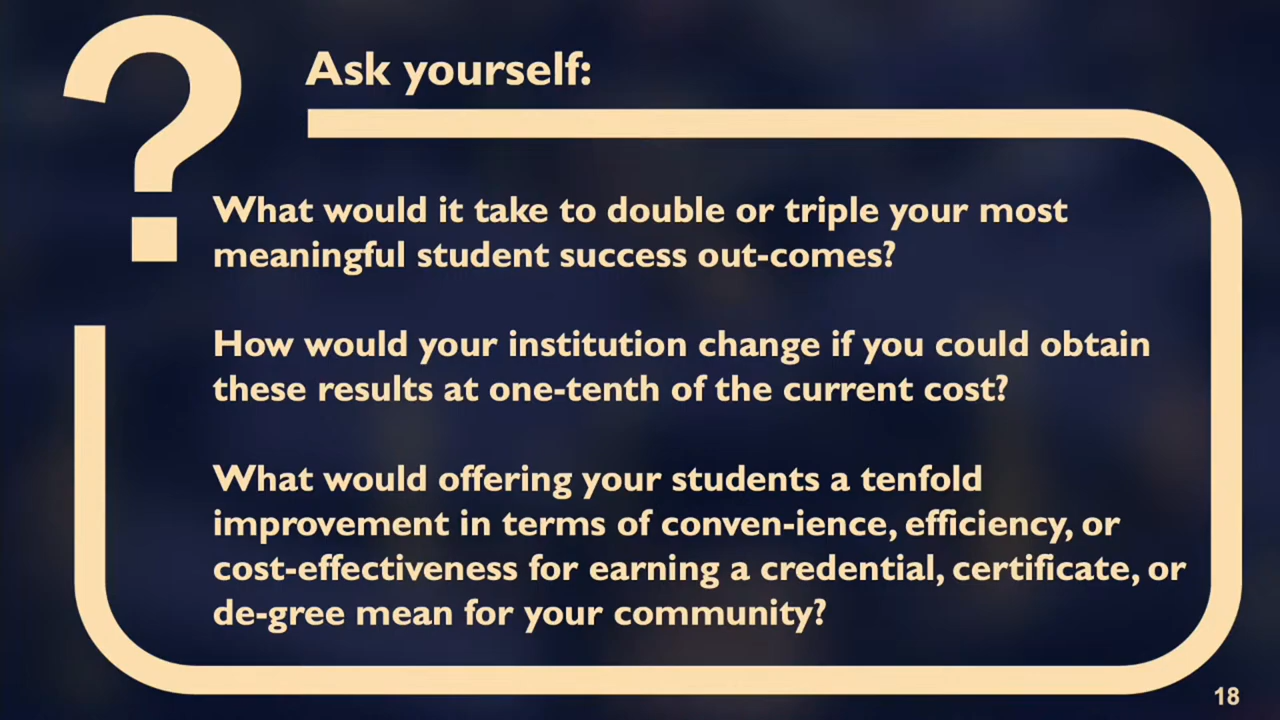 ?
Ask yourself:
What would it take to double or triple your most
meaningful student success out-comes?
How would your institution change if you could obtain
these results at one-tenth of the current cost?
What would offering your students a tenfold
improvement in terms of conven-ience, efficiency, or
cost-effectiveness for earning a credential, certificate, or
de-gree mean for your community?
18